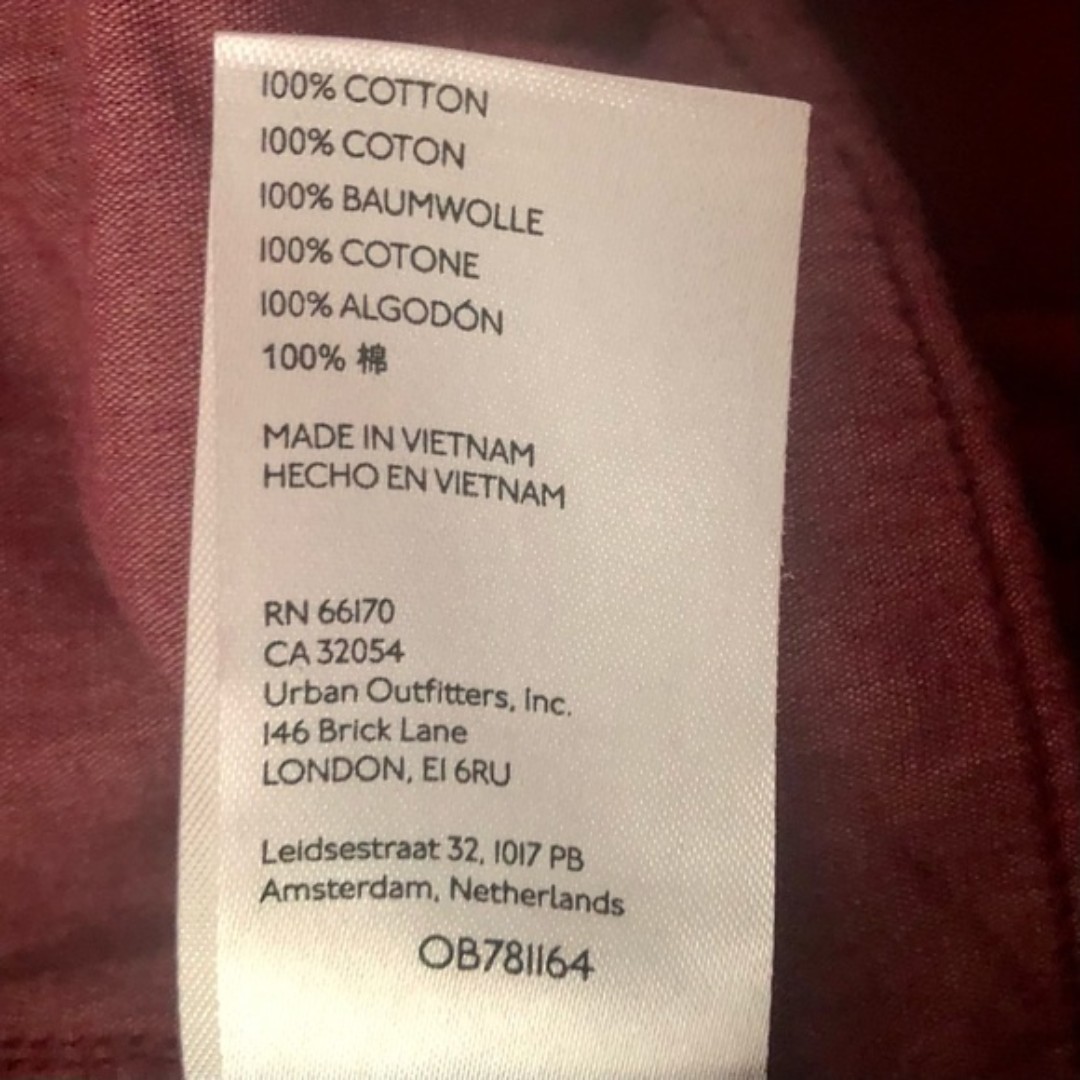 100% COTTON
100% COTON
100% BAUMWOLLE
100% COTONE
100% ALGODÓN
100% 棉
MADE IN VIETNAM
HECHO EN VIETNAM
RN 66170
CA 32054
Urban Outfitters, Inc.
146 Brick Lane
LONDON, E1 6RU
Leidsestraat 32, 1017 PB
Amsterdam, Netherlands
OB781164